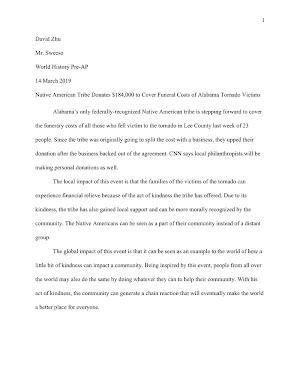 1
David Zhu
Mr. Sweeso
World History Pre-AP
14 March 2019
Native American Tribe Donates $184,000 to Cover Funeral Costs of Alabama Tornado Victims
Alabama's only federally-recognized Native American tribe is stepping forward to cover
the funerary costs of all those who fell victim to the tornado in Lee County last week of 23
people. Since the tribe was originally going to split the cost with a business, they upped their
donation after the business backed out of the agreement. CNN says local philanthropists will be
making personal donations as well.
The local impact of this event is that the families of the victims of the tornado can
experience financial relieve because of the act of kindness the tribe has offered. Due to its
kindness, the tribe has also gained local support and can be more morally recognized by the
community. The Native Americans can be seen as a part of their community instead of a distant
group.
The global impact of this event is that it can be seen as an example to the world of how a
little bit of kindness can impact a community. Being inspired by this event, people from all over
the world may also do the same by doing whatever they can to help their community. With his
act of kindness, the community can generate a chain reaction that will eventually make the world
a better place for everyone.